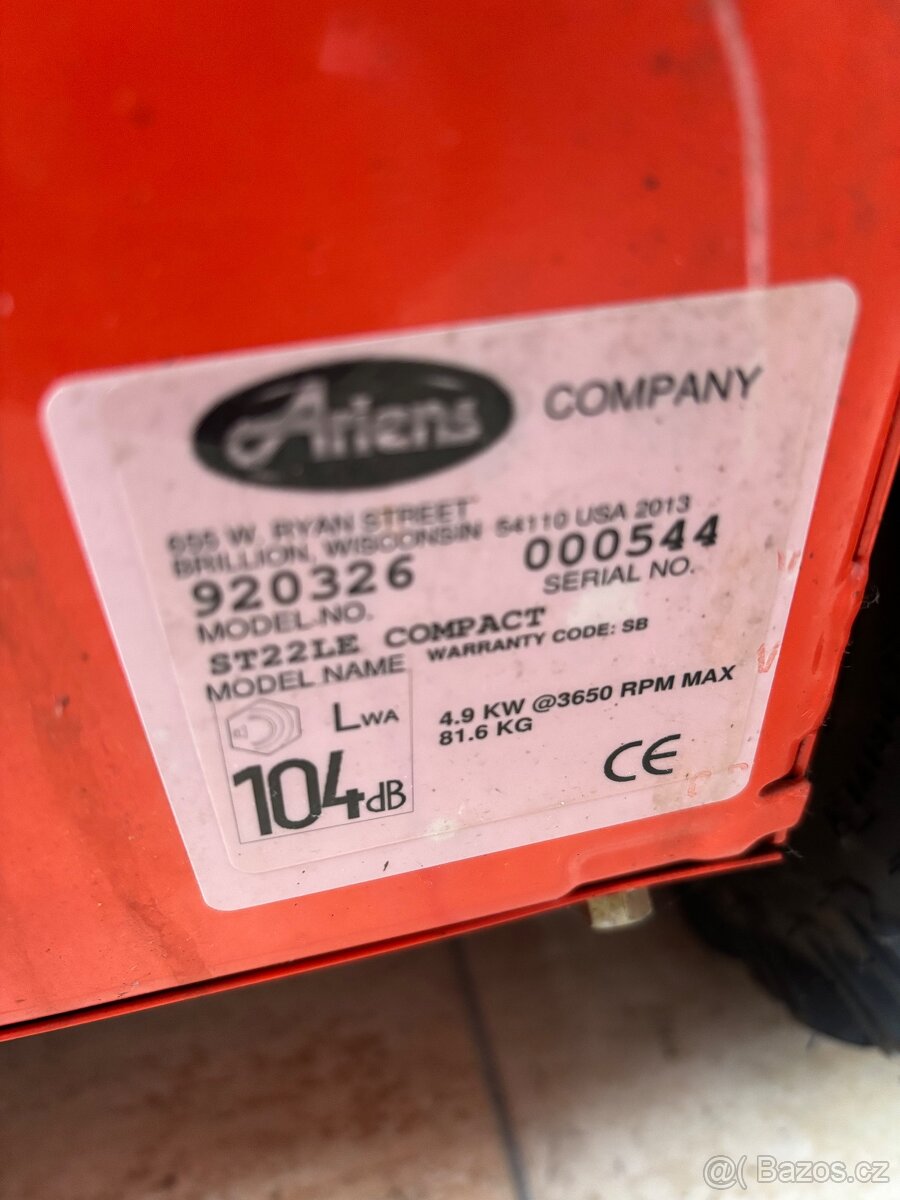 Ariens COMPANY
655 W. RYAN STREET
BRILLION, WISCONSIN 54110 USA 2013
920326 000544
MODEL NO. SERIAL NO.
ST22LE COMPACT
MODEL NAME WARRANTY CODE: SB
LWA
4.9 KW @3650 RPM MAX
81.6 KG
104dB
CE
@( Bazos.cz